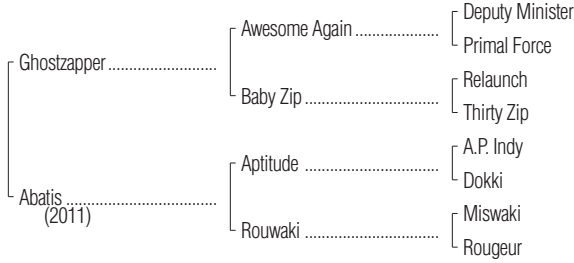 Deputy Minister
Awesome Again
Primal Force
Ghostzapper
Relaunch
Baby Zip
Thirty Zip
A.P. Indy
Aptitude
Dokki
Abatis
(2011)
Miswaki
Rouwaki
Rougeur